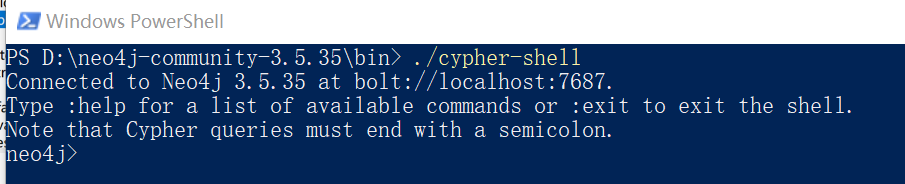 Windows PowerShell
PS D:\neo4j-community-3.5.35\bin> ./cypher-shell
Connected to Neo4j 3.5.35 at bolt://localhost:7687.
Type :help for a list of available commands or :exit to exit the shell.
Note that Cypher queries must end with a semicolon.
neo4j>